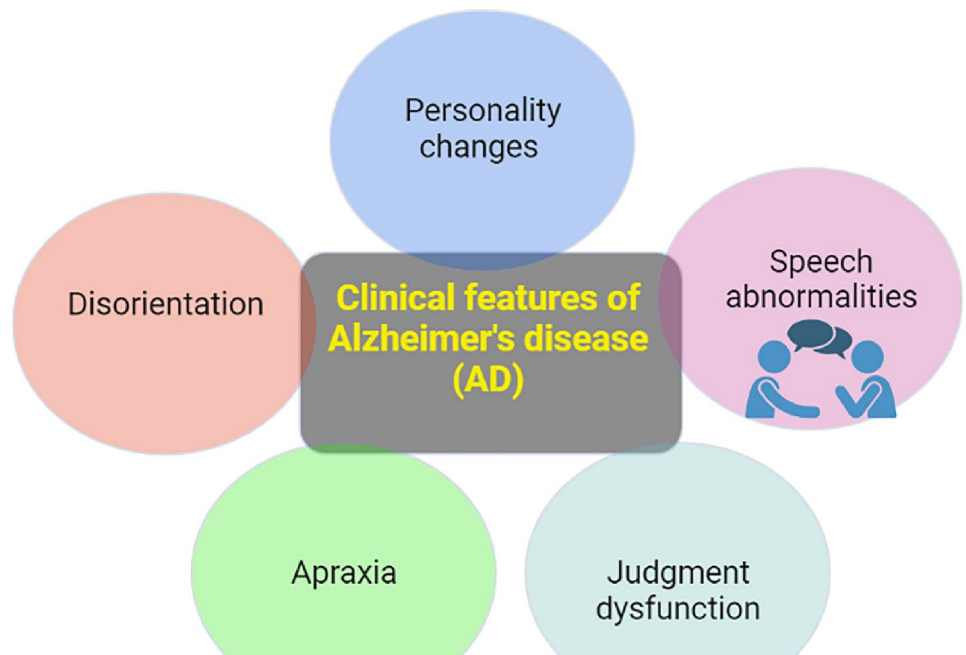 Personality
changes
Speech
abnormalities
Disorientation
Clinical features of
Alzheimer's disease
(AD)
Apraxia
Judgment
dysfunction